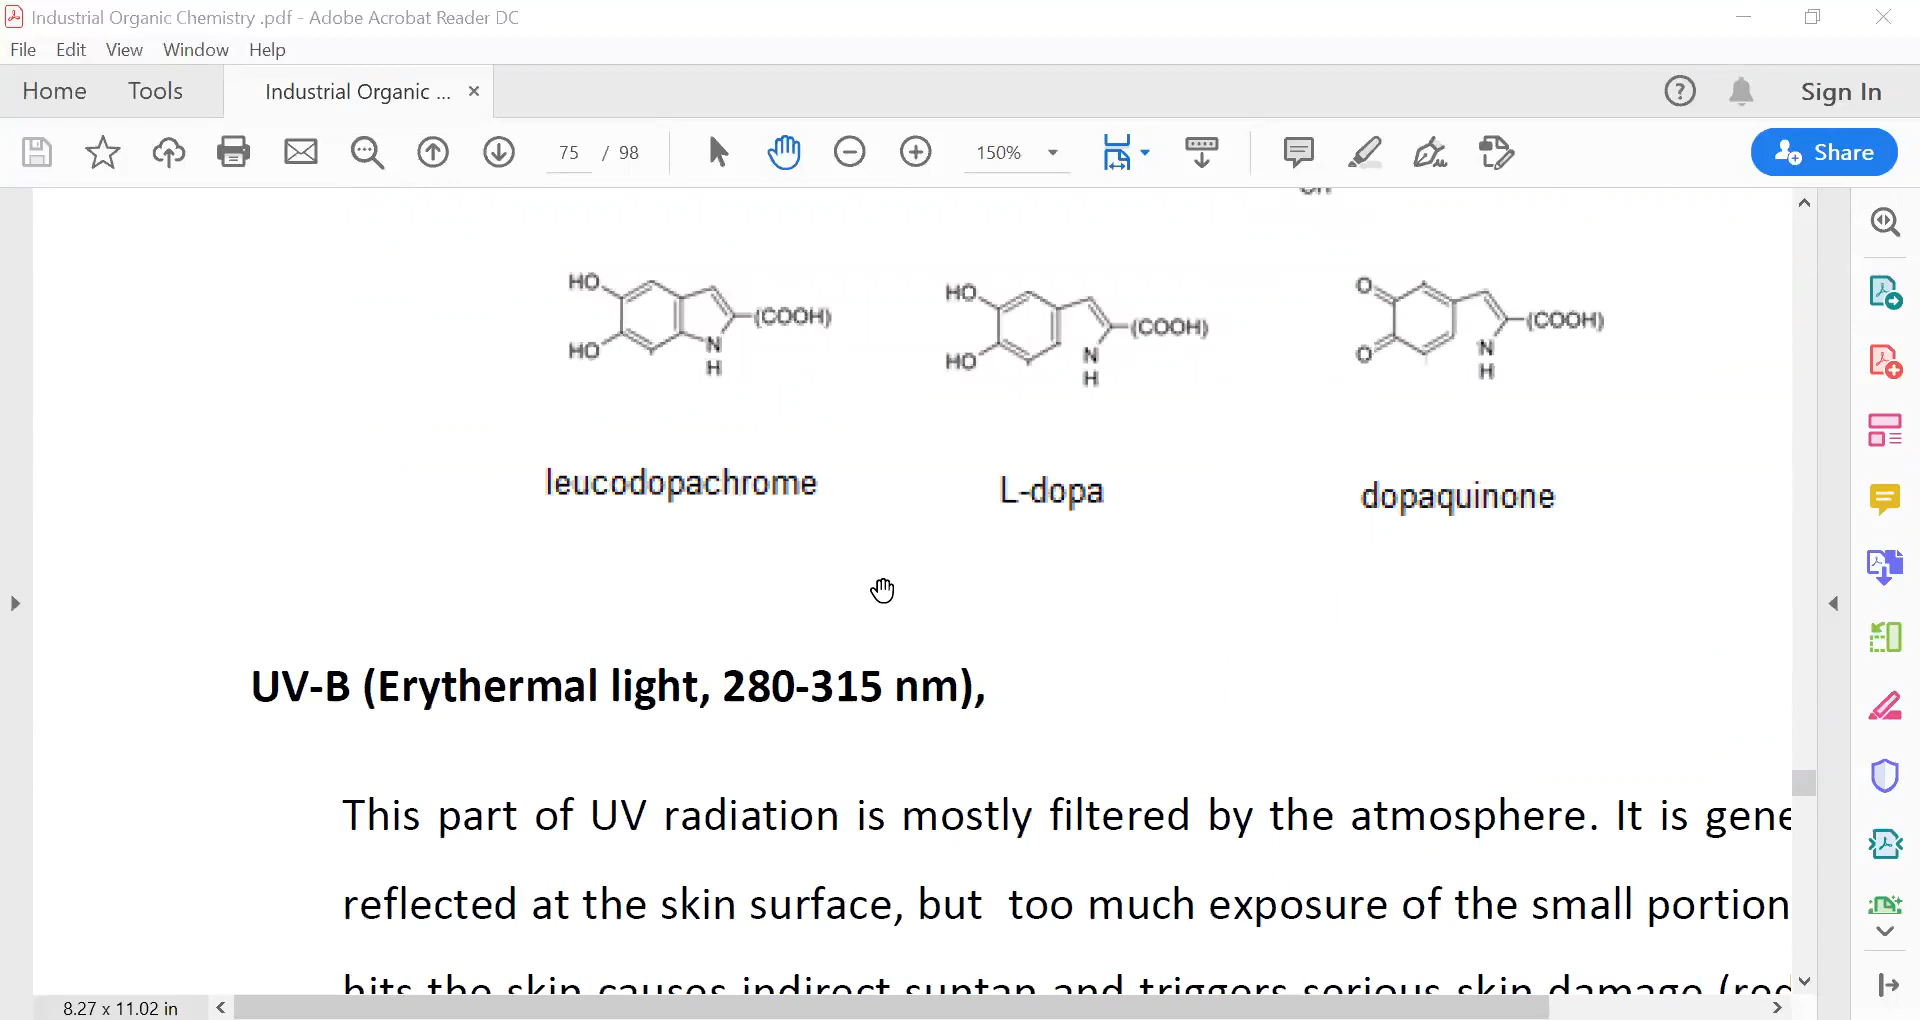 Industrial Organic Chemistry .pdf - Adobe Acrobat Reader DC
File Edit View Window Help
Home Tools Industrial Organic ... × Sign In
75 / 98 150% Share
HO HO N H (COOH)
HO HO N H (COOH)
O O N H (COOH)
leucodopachrome L-dopa dopaquinone
UV-B (Erythermal light, 280-315 nm),
This part of UV radiation is mostly filtered by the atmosphere. It is gene
reflected at the skin surface, but too much exposure of the small portion
hits the skin causes indirect suntan and triggers serious skin damage (red
8.27 x 11.02 in